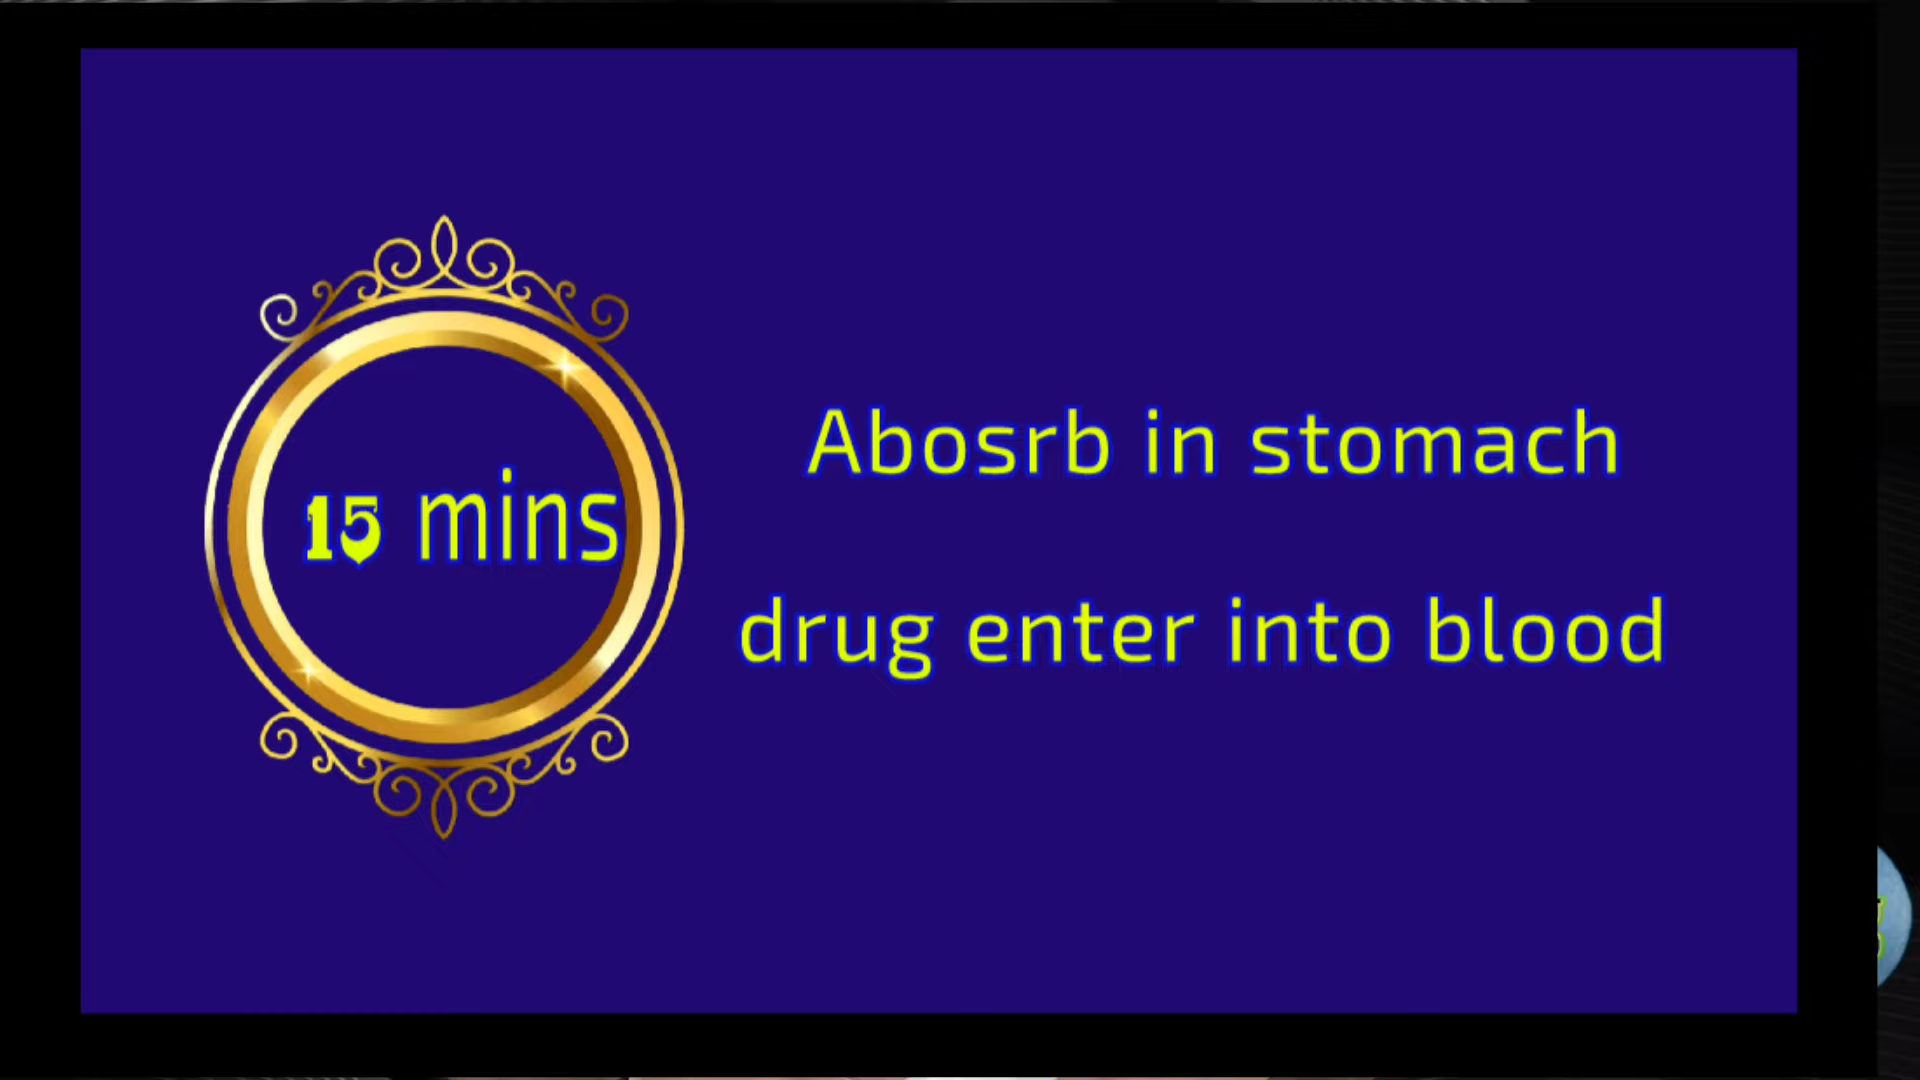 15 mins
Abosrb in stomach
drug enter into blood